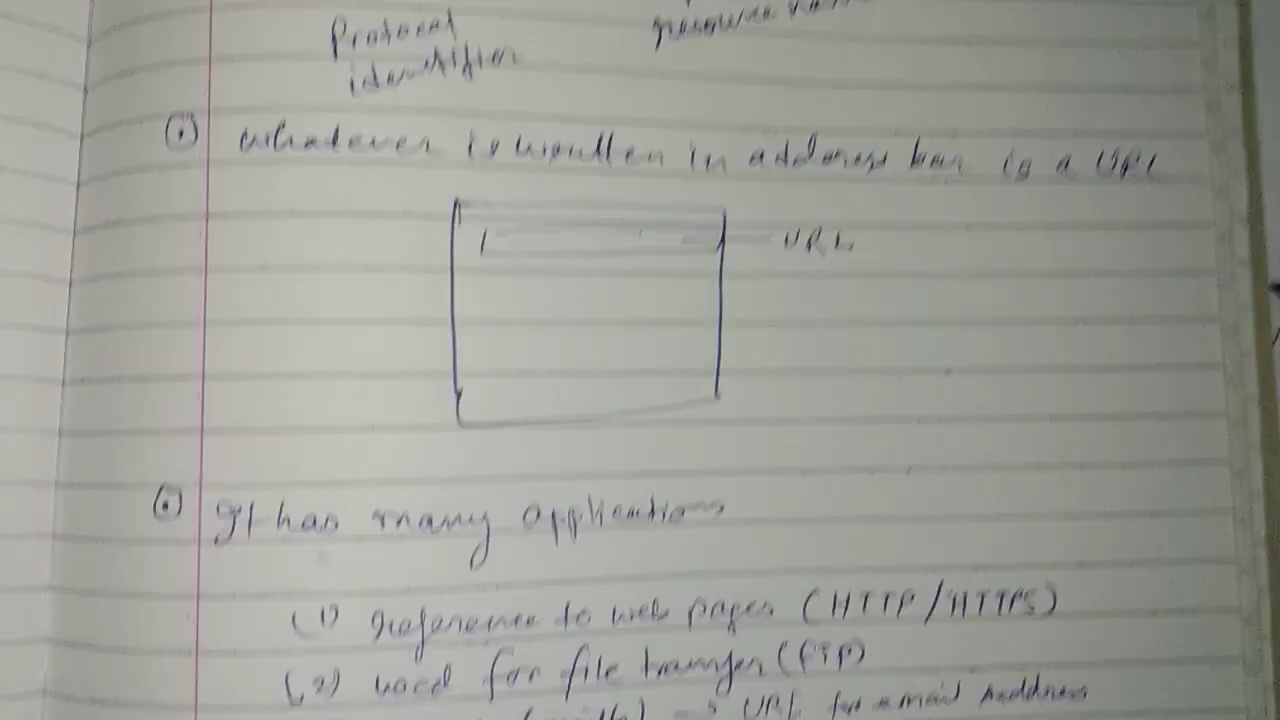 Protocol
identifier
resource
(•) Whatever is written in address bar is a URL
URL
(•) It has many applications
(1) Reference to web pages (HTTP/HTTPS)
(2) used for file transfer (FTP)
→ URL for email address